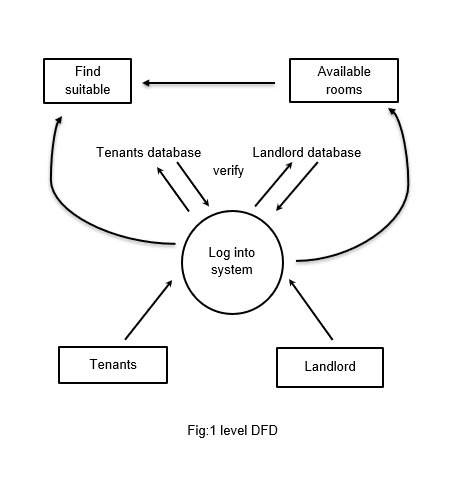 Find
suitable
Available
rooms
Tenants database
Landlord database
verify
Log into
system
Tenants
Landlord
Fig:1 level DFD